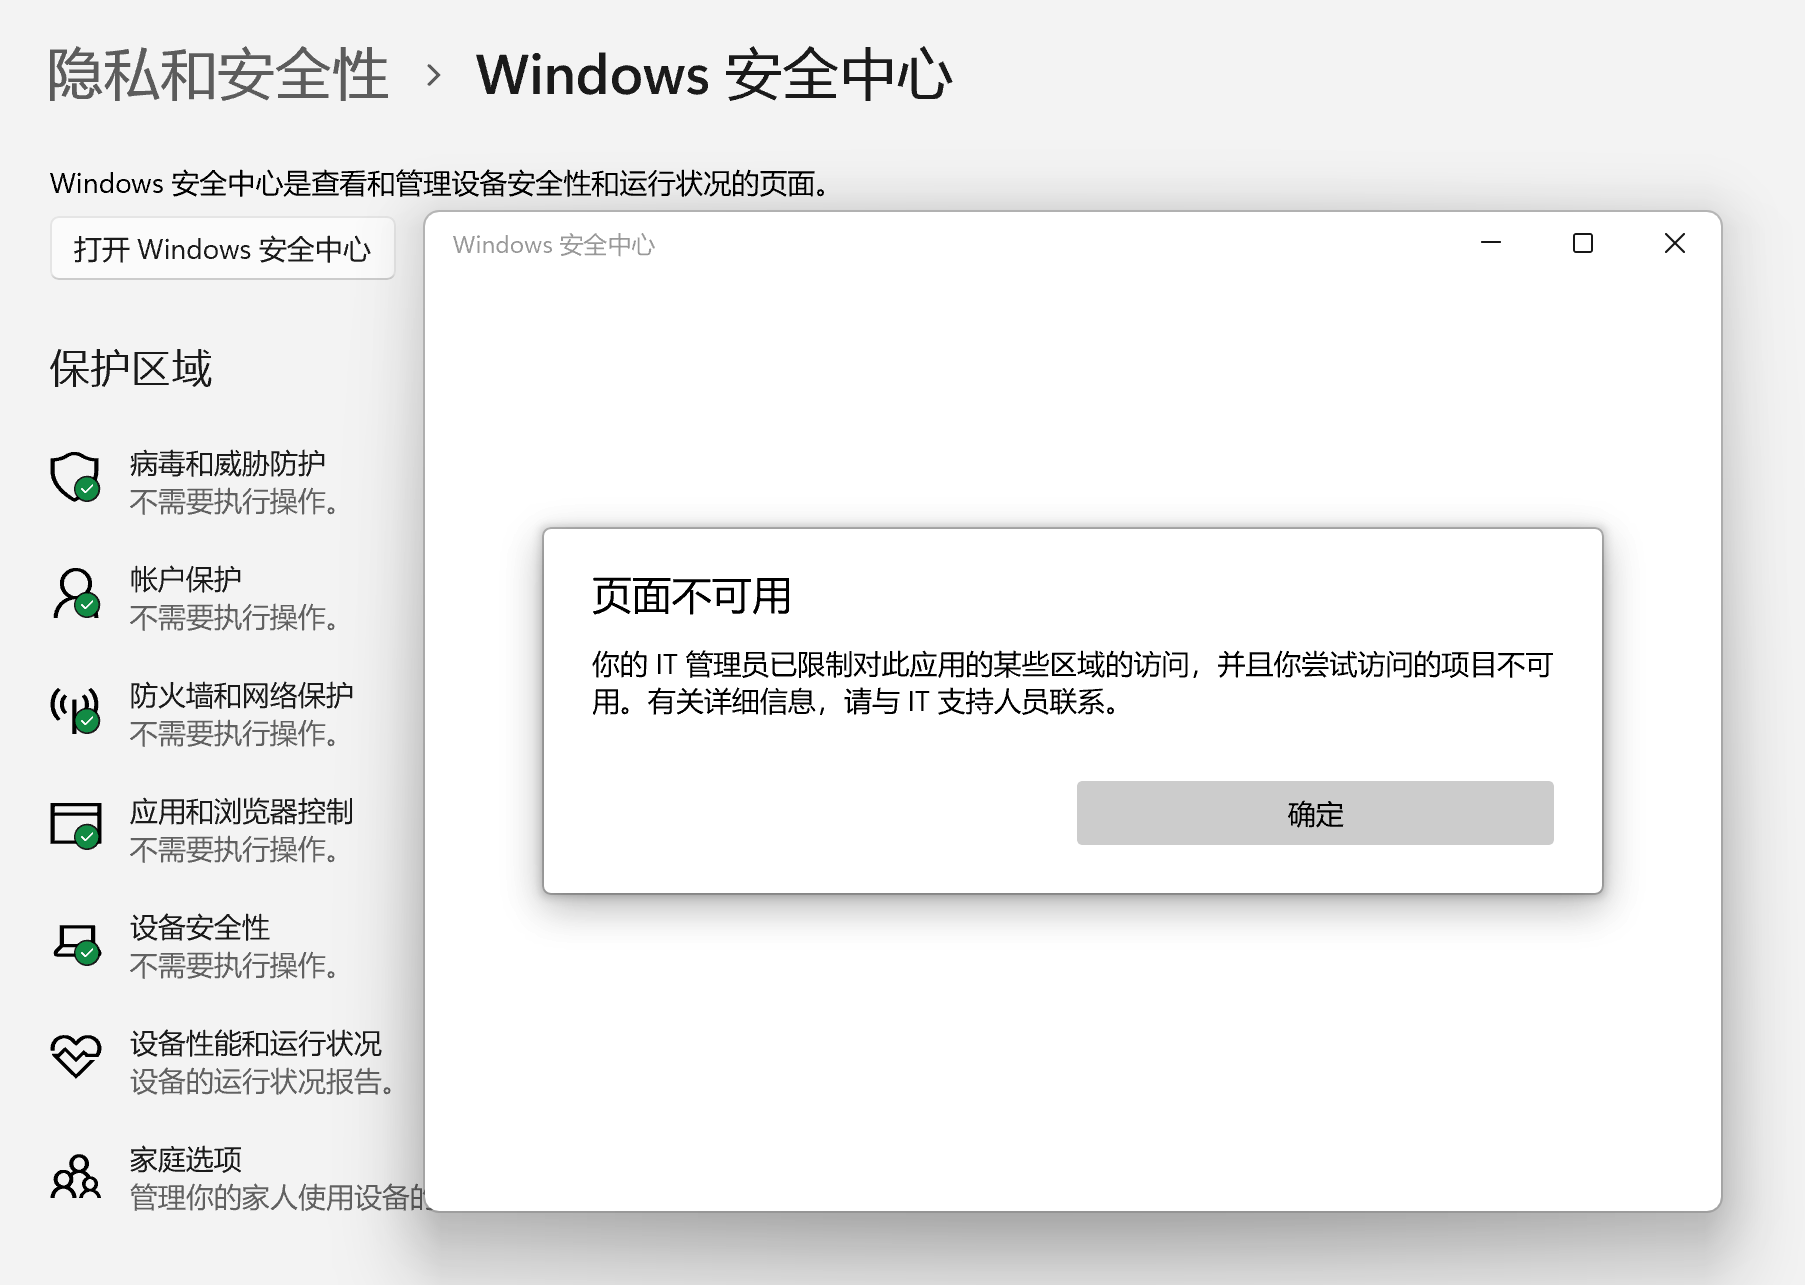 隐私和安全性 › Windows 安全中心
Windows 安全中心是查看和管理设备安全性和运行状况的页面。
打开 Windows 安全中心
保护区域
病毒和威胁防护
不需要执行操作。
帐户保护
不需要执行操作。
防火墙和网络保护
不需要执行操作。
应用和浏览器控制
不需要执行操作。
设备安全性
不需要执行操作。
设备性能和运行状况
设备的运行状况报告。
家庭选项
管理你的家人使用设备的
Windows 安全中心
页面不可用
你的 IT 管理员已限制对此应用的某些区域的访问，并且你尝试访问的项目不可
用。有关详细信息，请与 IT 支持人员联系。
确定